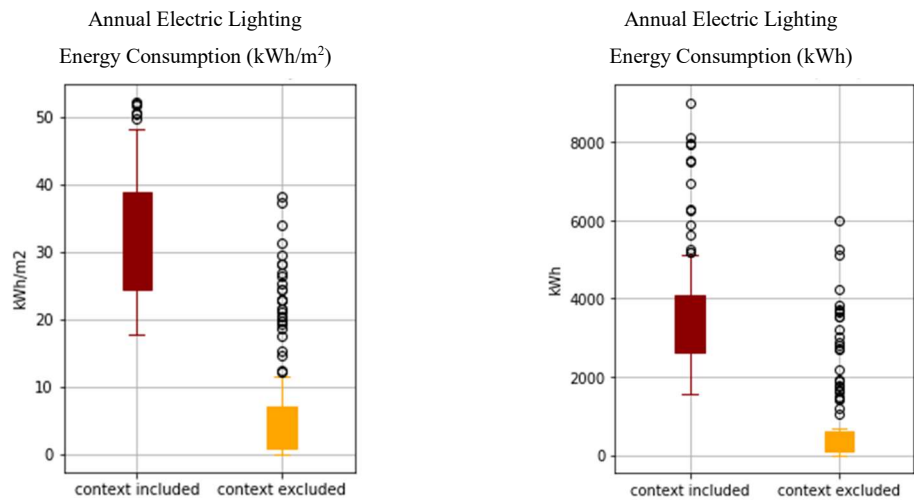 Annual Electric Lighting
Energy Consumption (kWh/m²)
50
40
30
20
10
0
kWh/m2
context included
context excluded
Annual Electric Lighting
Energy Consumption (kWh)
8000
6000
4000
2000
0
kWh
context included
context excluded